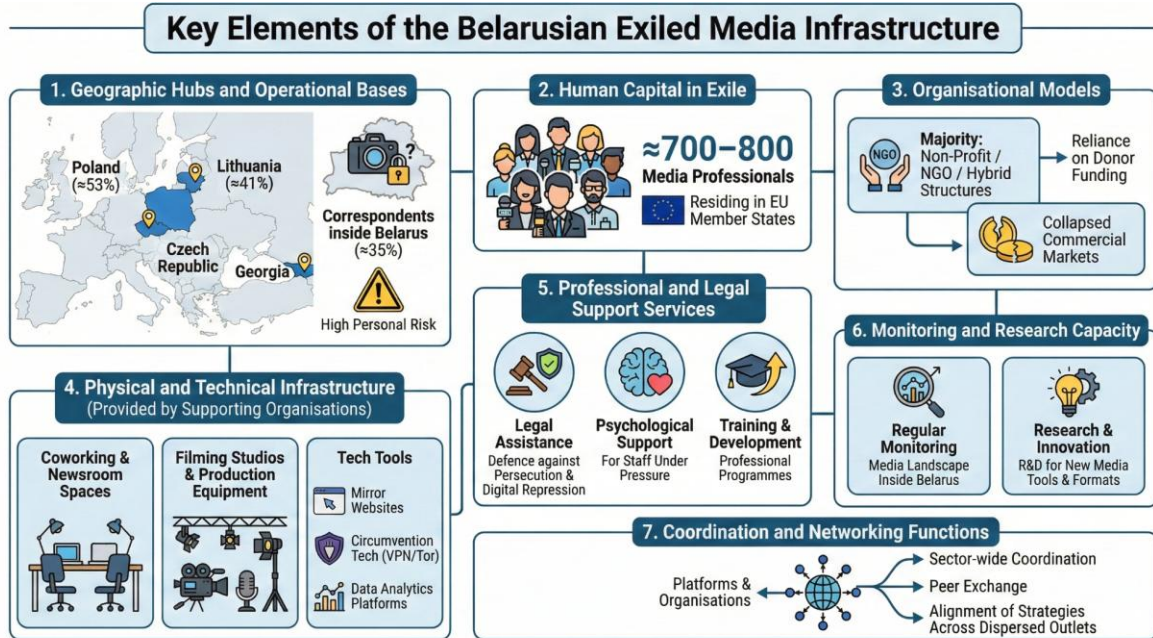 Key Elements of the Belarusian Exiled Media Infrastructure
1. Geographic Hubs and Operational Bases
Poland
(≈53%)
Lithuania
(≈41%)
Czech
Republic
Georgia
?
Correspondents
inside Belarus
(≈35%)
!
High Personal Risk
2. Human Capital in Exile
≈700–800
Media Professionals
Residing in EU
Member States
3. Organisational Models
NGO
Majority:
Non-Profit /
NGO / Hybrid
Structures
Reliance
on Donor
Funding
Collapsed
Commercial
Markets
4. Physical and Technical Infrastructure
(Provided by Supporting Organisations)
Coworking &
Newsroom
Spaces
Filming Studios
& Production
Equipment
Tech Tools
Mirror
Websites
Circumvention
Tech (VPN/Tor)
Data Analytics
Platforms
5. Professional and Legal
Support Services
Legal
Assistance
Defence against
Persecution &
Digital Repression
Psychological
Support
For Staff Under
Pressure
Training &
Development
Professional
Programmes
6. Monitoring and Research Capacity
Regular
Monitoring
Media Landscape
Inside Belarus
Research &
Innovation
R&D for New Media
Tools & Formats
7. Coordination and Networking Functions
Platforms &
Organisations
Sector-wide Coordination
Peer Exchange
Alignment of Strategies
Across Dispersed Outlets